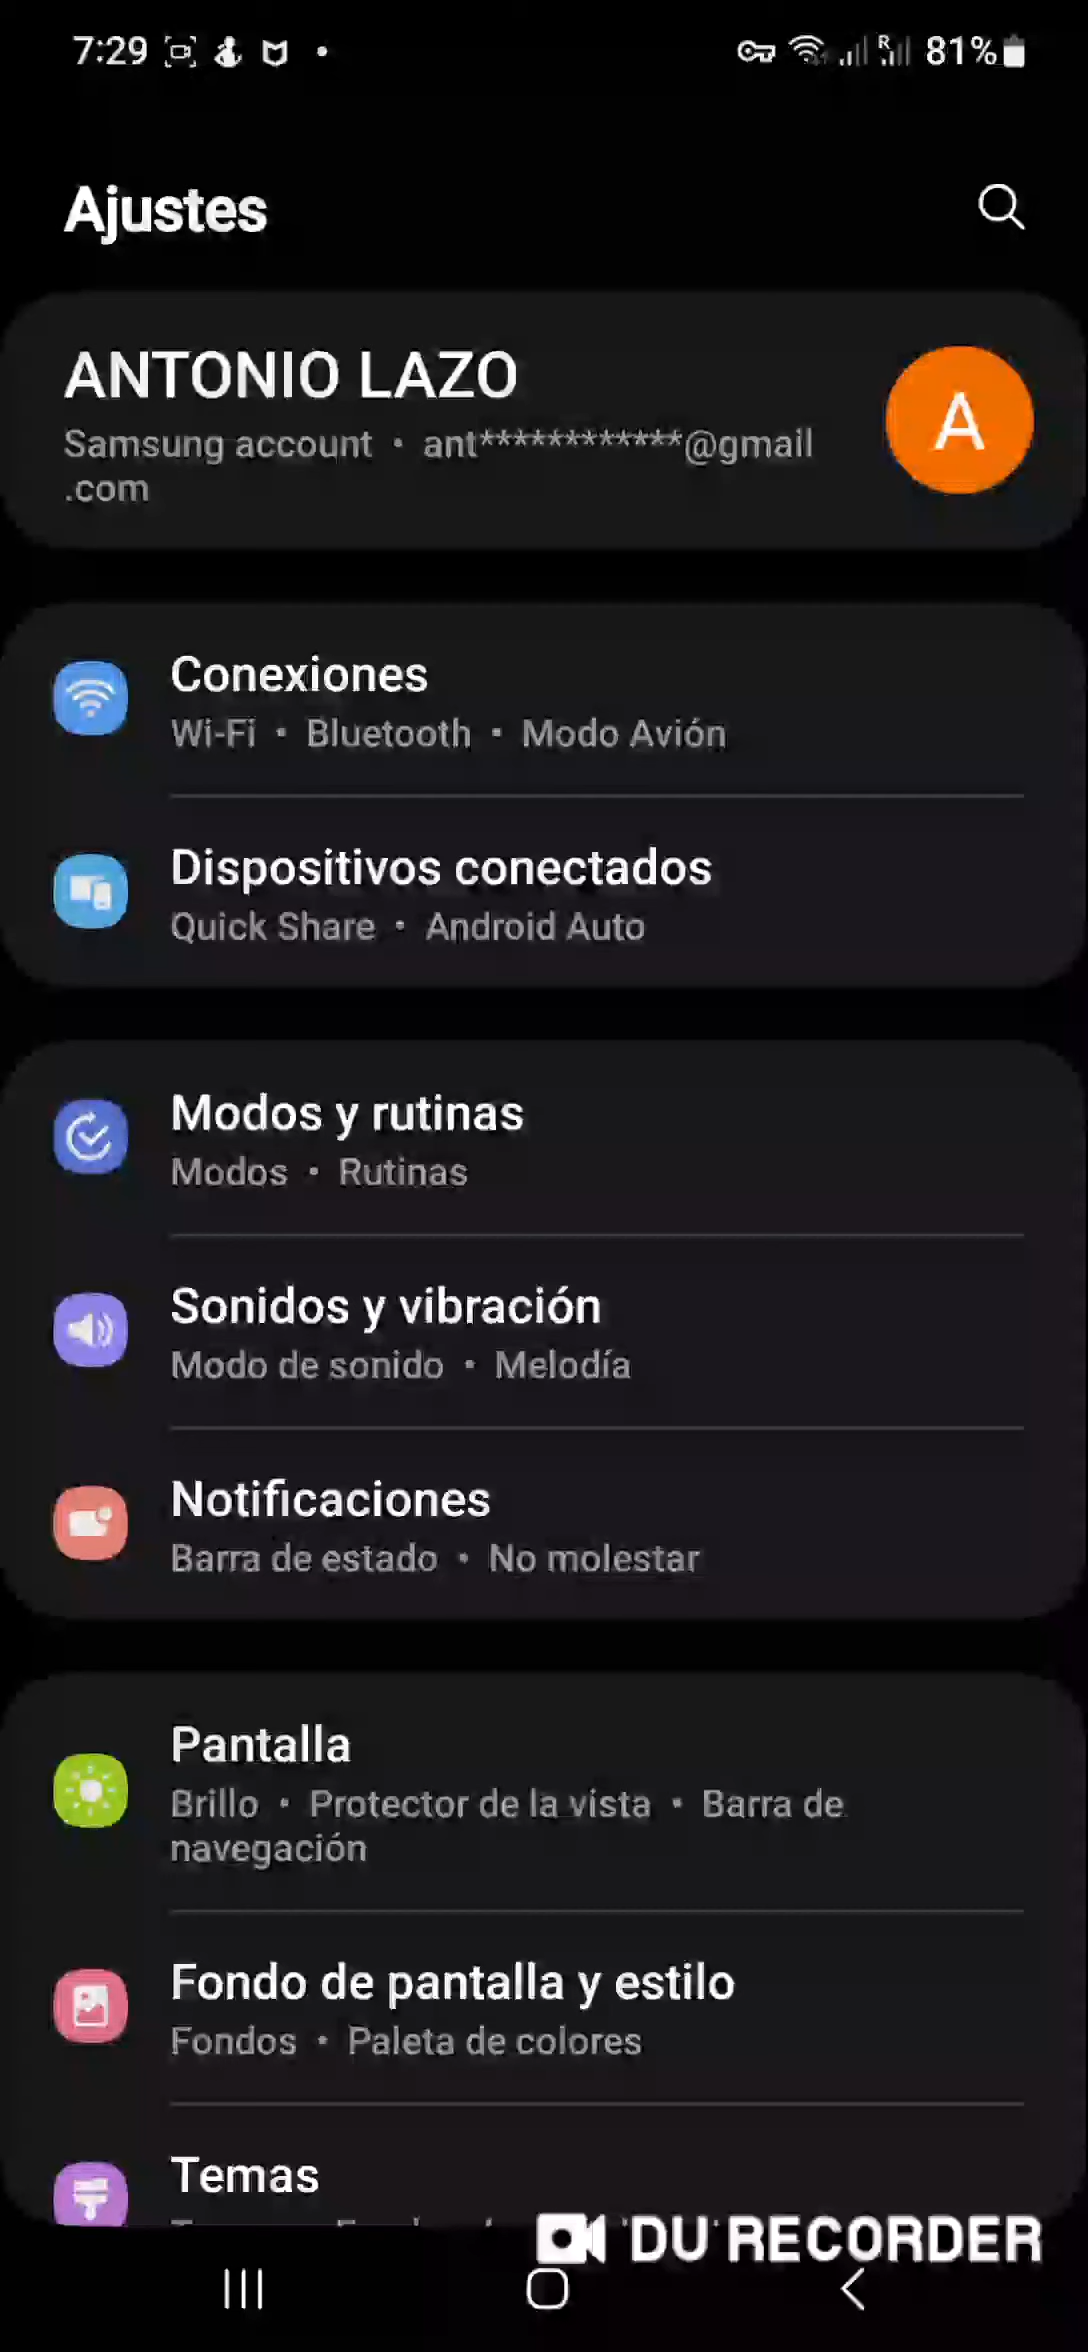 7:29
R
81%
Ajustes
ANTONIO LAZO
Samsung account • ant************@gmail
.com
A
Conexiones
Wi-Fi • Bluetooth • Modo Avión
Dispositivos conectados
Quick Share • Android Auto
Modos y rutinas
Modos • Rutinas
Sonidos y vibración
Modo de sonido • Melodía
Notificaciones
Barra de estado • No molestar
Pantalla
Brillo • Protector de la vista • Barra de
navegación
Fondo de pantalla y estilo
Fondos • Paleta de colores
Temas
DU RECORDER